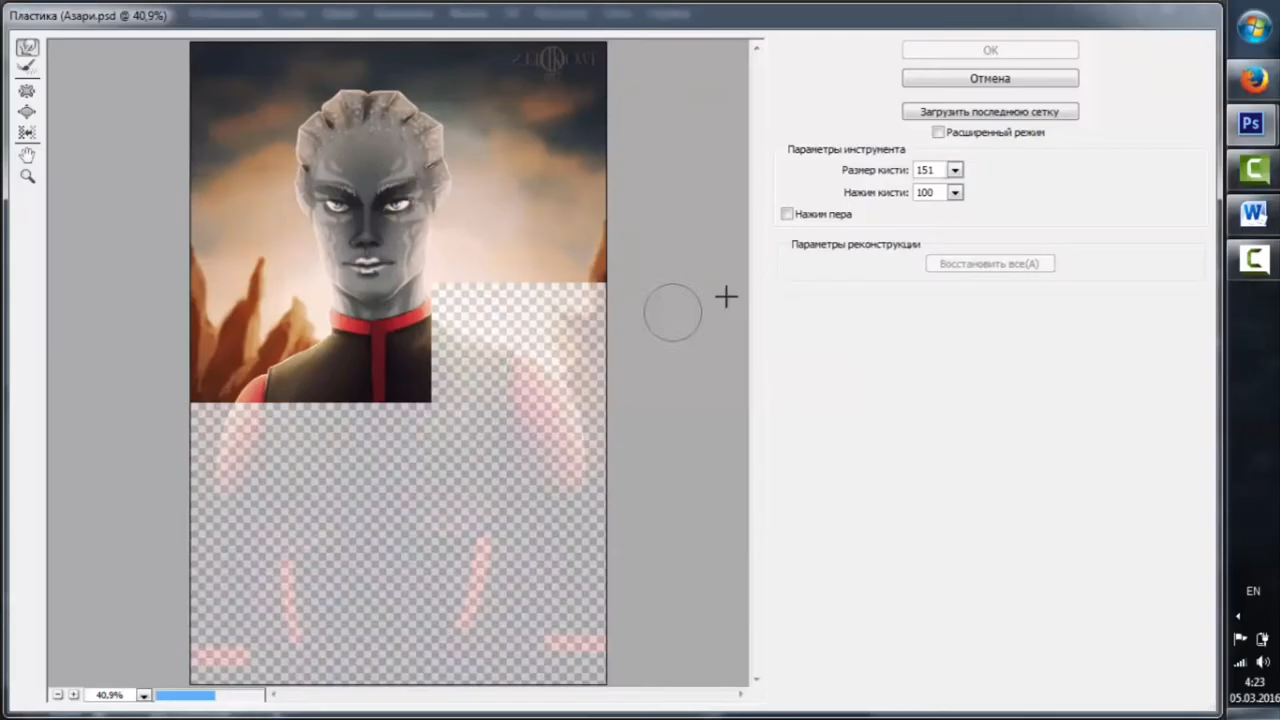 Пластика (Азари.psd @ 40,9%)
OK
Отмена
Загрузить последнюю сетку
Расширенный режим
Параметры инструмента
Размер кисти: 151
Нажим кисти: 100
Нажим пера
Параметры реконструкции
Восстановить все(А)
Ps
W
EN
40,9%
4:23
05.03.2016